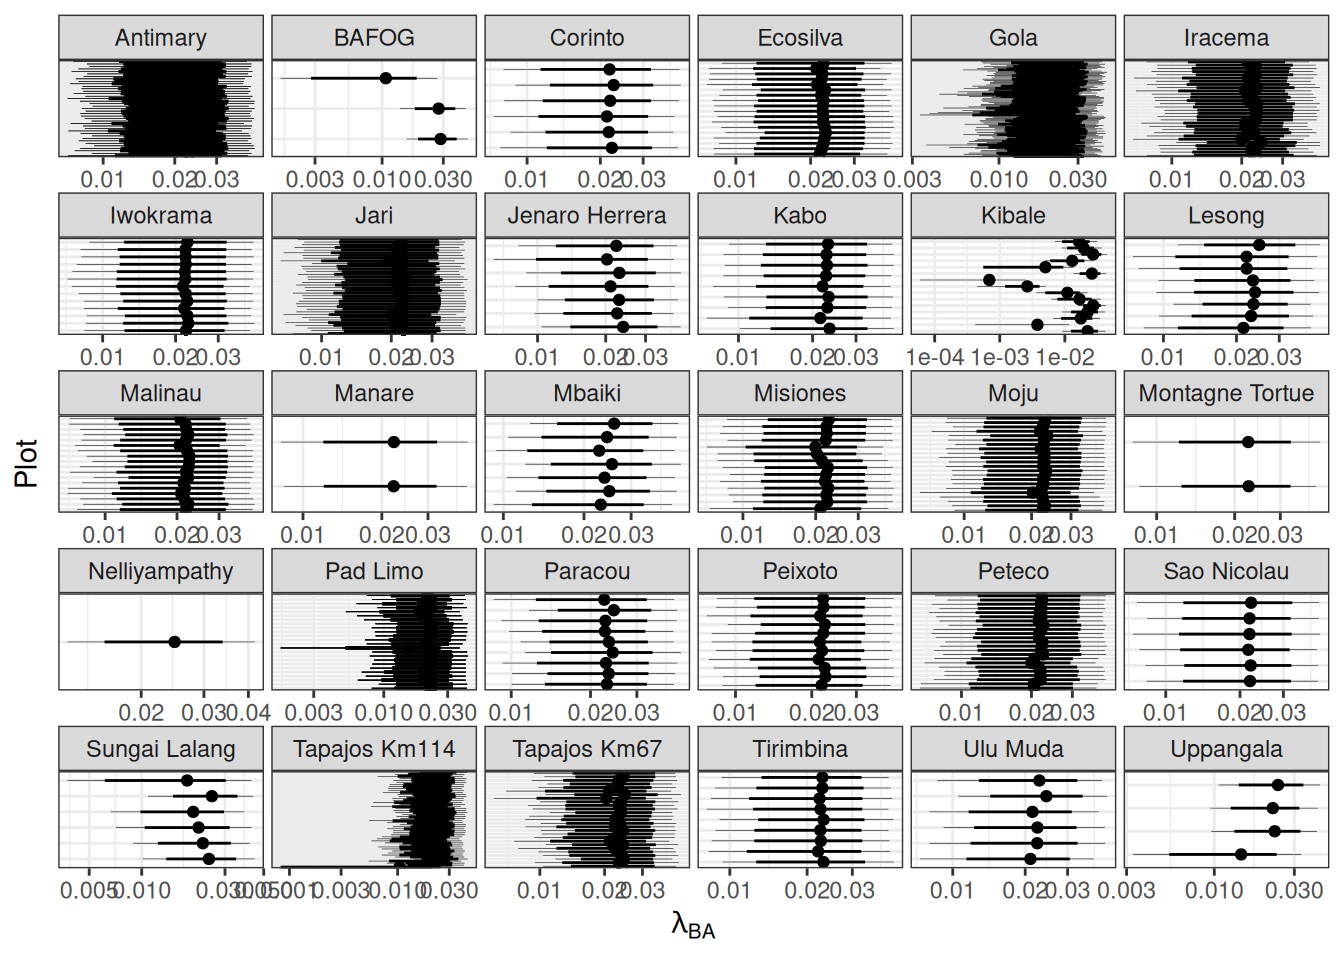 Antimary BAFOG Corinto Ecosilva Gola Iracema
0.01 0.02 0.03 0.003 0.010 0.030 0.01 0.02 0.03 0.01 0.02 0.03 0.003 0.010 0.030 0.01 0.02 0.03
Iwokrama Jari Jenaro Herrera Kabo Kibale Lesong
0.01 0.02 0.03 0.01 0.02 0.03 0.01 0.02 0.03 0.01 0.02 0.03 1e-04 1e-03 1e-02 0.01 0.02 0.03
Malinau Manare Mbaiki Misiones Moju Montagne Tortue
0.01 0.02 0.03 0.01 0.02 0.03 0.01 0.02 0.03 0.01 0.02 0.03 0.01 0.02 0.03 0.01 0.02 0.03
Plot
Nelliyampathy Pad Limo Paracou Peixoto Peteco Sao Nicolau
0.02 0.03 0.04 0.003 0.010 0.030 0.01 0.02 0.03 0.01 0.02 0.03 0.01 0.02 0.03 0.01 0.02 0.03
Sungai Lalang Tapajos Km114 Tapajos Km67 Tirimbina Ulu Muda Uppangala
0.005 0.010 0.030 0.001 0.003 0.010 0.030 0.01 0.02 0.03 0.01 0.02 0.03 0.01 0.02 0.03 0.003 0.010 0.030
λBA